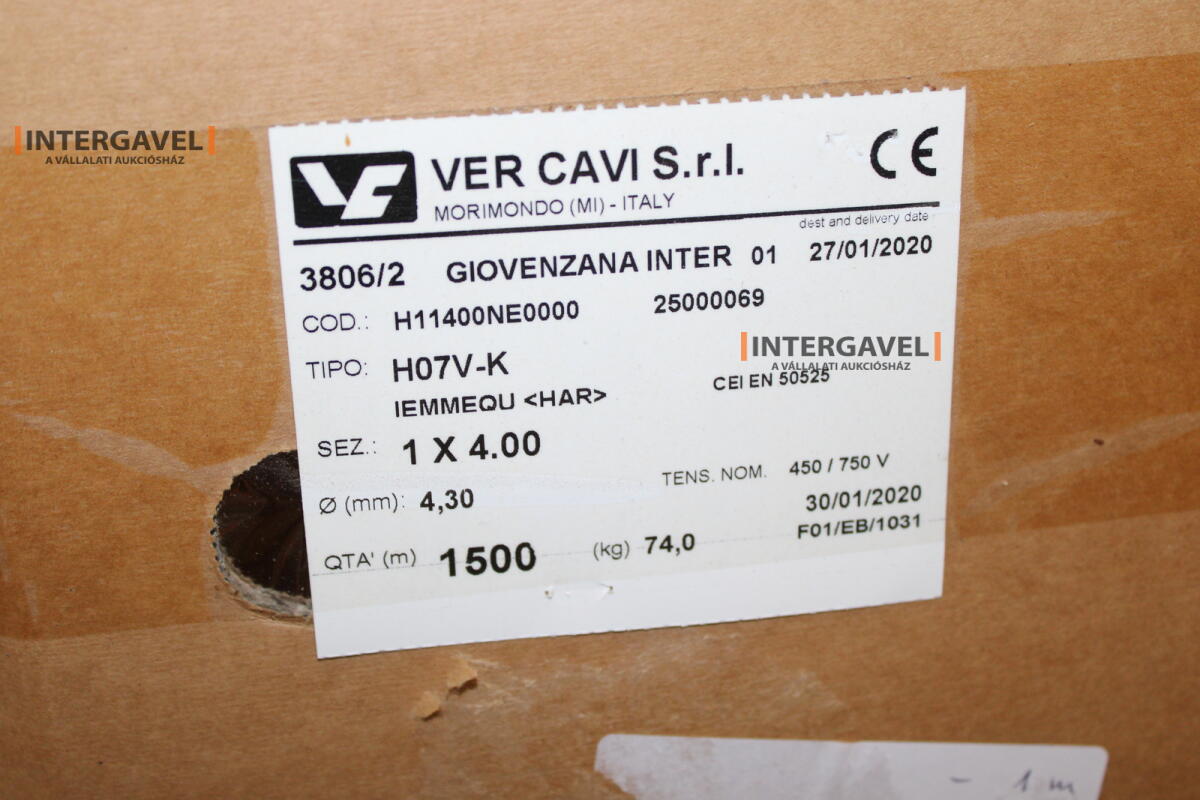 INTERGAVEL
A VÁLLALATI AUKCIÓSHÁZ
VF VER CAVI S.r.l. CE
MORIMONDO (MI) - ITALY
dest and delivery date
3806/2 GIOVENZANA INTER 01 27/01/2020
COD.: H11400NE0000 25000069
INTERGAVEL
A VÁLLALATI AUKCIÓSHÁZ
TIPO: H07V-K
IEMMEQU <HAR> CEI EN 50525
SEZ.: 1 X 4.00
TENS. NOM. 450 / 750 V
Ø (mm): 4,30 30/01/2020
F01/EB/1031
QTA' (m) 1500 (kg) 74,0
- 1 m